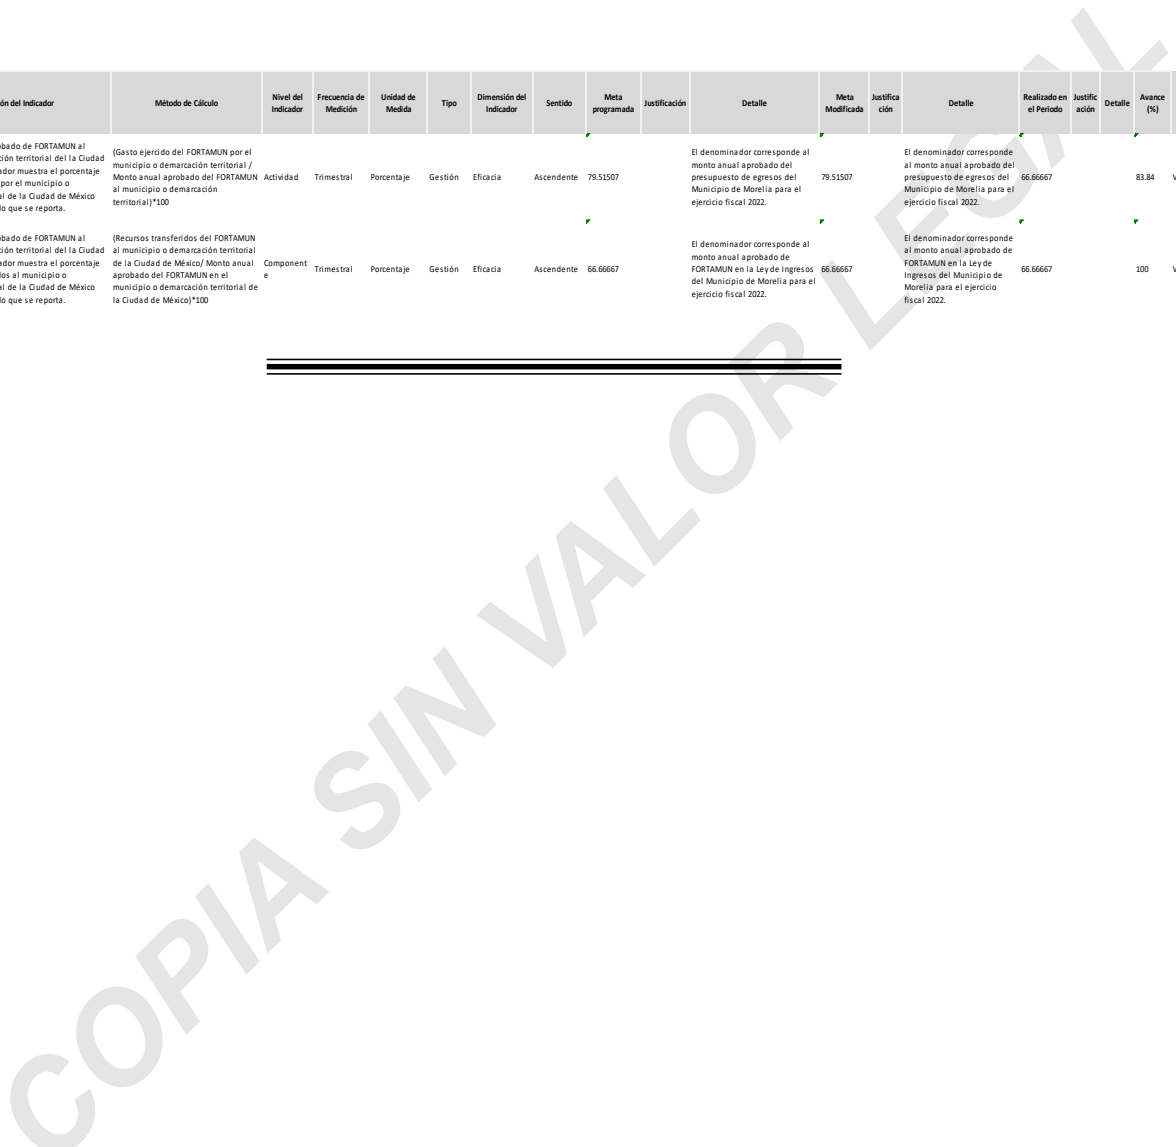 ón del Indicador
Método de Cálculo
Nivel del
Indicador
Frecuencia de
Medición
Unidad de
Medida
Tipo
Dimensión del
Indicador
Sentido
Meta
programada
Justificación
Detalle
Meta
Modificada
Justifica
ción
Detalle
Realizado en
el Periodo
Justific
ación
Detalle
Avance
(%)
obado de FORTAMUN al
ción territorial del la Ciudad
ador muestra el porcentaje
por el municipio o
al de la Ciudad de México
do que se reporta.
(Gasto ejercido del FORTAMUN por el
municipio o demarcación territorial /
Monto anual aprobado del FORTAMUN
al municipio o demarcación
territorial)*100
Actividad
Trimestral
Porcentaje
Gestión
Eficacia
Ascendente
79.51507
El denominador corresponde al
monto anual aprobado del
presupuesto de egresos del
Municipio de Morelia para el
ejercicio fiscal 2022.
79.51507
El denominador corresponde
al monto anual aprobado del
presupuesto de egresos del
Municipio de Morelia para el
ejercicio fiscal 2022.
66.66667
83.84
V
obado de FORTAMUN al
ción territorial del la Ciudad
ador muestra el porcentaje
dos al municipio o
al de la Ciudad de México
do que se reporta.
(Recursos transferidos del FORTAMUN
al municipio o demarcación territorial
de la Ciudad de México/ Monto anual
aprobado del FORTAMUN en el
municipio o demarcación territorial de
la Ciudad de México)*100
Component
e
Trimestral
Porcentaje
Gestión
Eficacia
Ascendente
66.66667
El denominador corresponde al
monto anual aprobado de
FORTAMUN en la Ley de Ingresos
del Municipio de Morelia para el
ejercicio fiscal 2022.
66.66667
El denominador corresponde
al monto anual aprobado de
FORTAMUN en la Ley de
Ingresos del Municipio de
Morelia para el ejercicio
fiscal 2022.
66.66667
100
V
COPIA SIN VALOR LEGAL